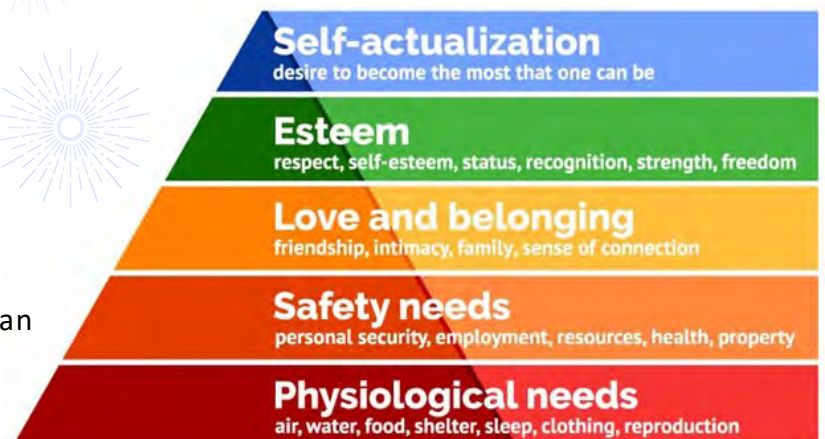 Self-actualization
desire to become the most that one can be
Esteem
respect, self-esteem, status, recognition, strength, freedom
Love and belonging
friendship, intimacy, family, sense of connection
an
Safety needs
personal security, employment, resources, health, property
Physiological needs
air, water, food, shelter, sleep, clothing, reproduction